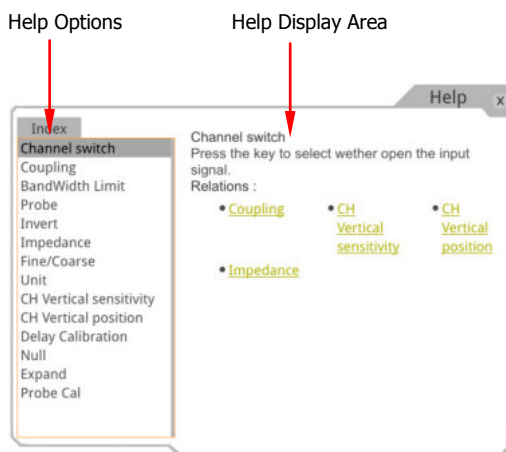 Help Options
Help Display Area
Help
x
Index
Channel switch
Coupling
BandWidth Limit
Probe
Invert
Impedance
Fine/Coarse
Unit
CH Vertical sensitivity
CH Vertical position
Delay Calibration
Null
Expand
Probe Cal
Channel switch
Press the key to select wether open the input
signal.
Relations :
• Coupling
• CH
Vertical
sensitivity
• CH
Vertical
position
• Impedance